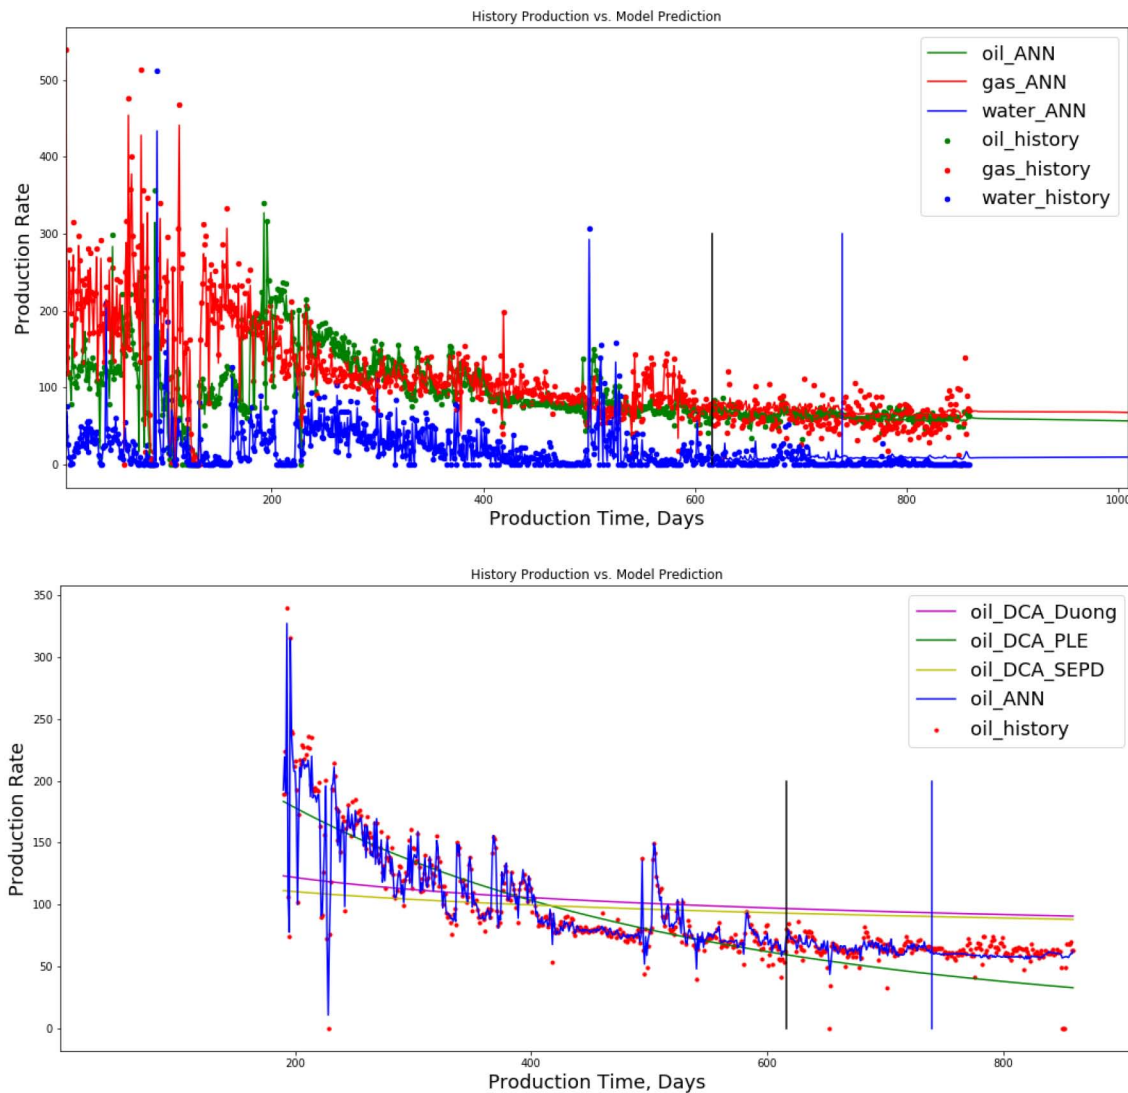 History Production vs. Model Prediction
oil_ANN
gas_ANN
water_ANN
oil_history
gas_history
water_history
500
400
300
200
100
0
Production Rate
200 400 600 800 1000
Production Time, Days
History Production vs. Model Prediction
oil_DCA_Duong
oil_DCA_PLE
oil_DCA_SEPD
oil_ANN
oil_history
350
300
250
200
150
100
50
0
Production Rate
200 400 600 800
Production Time, Days